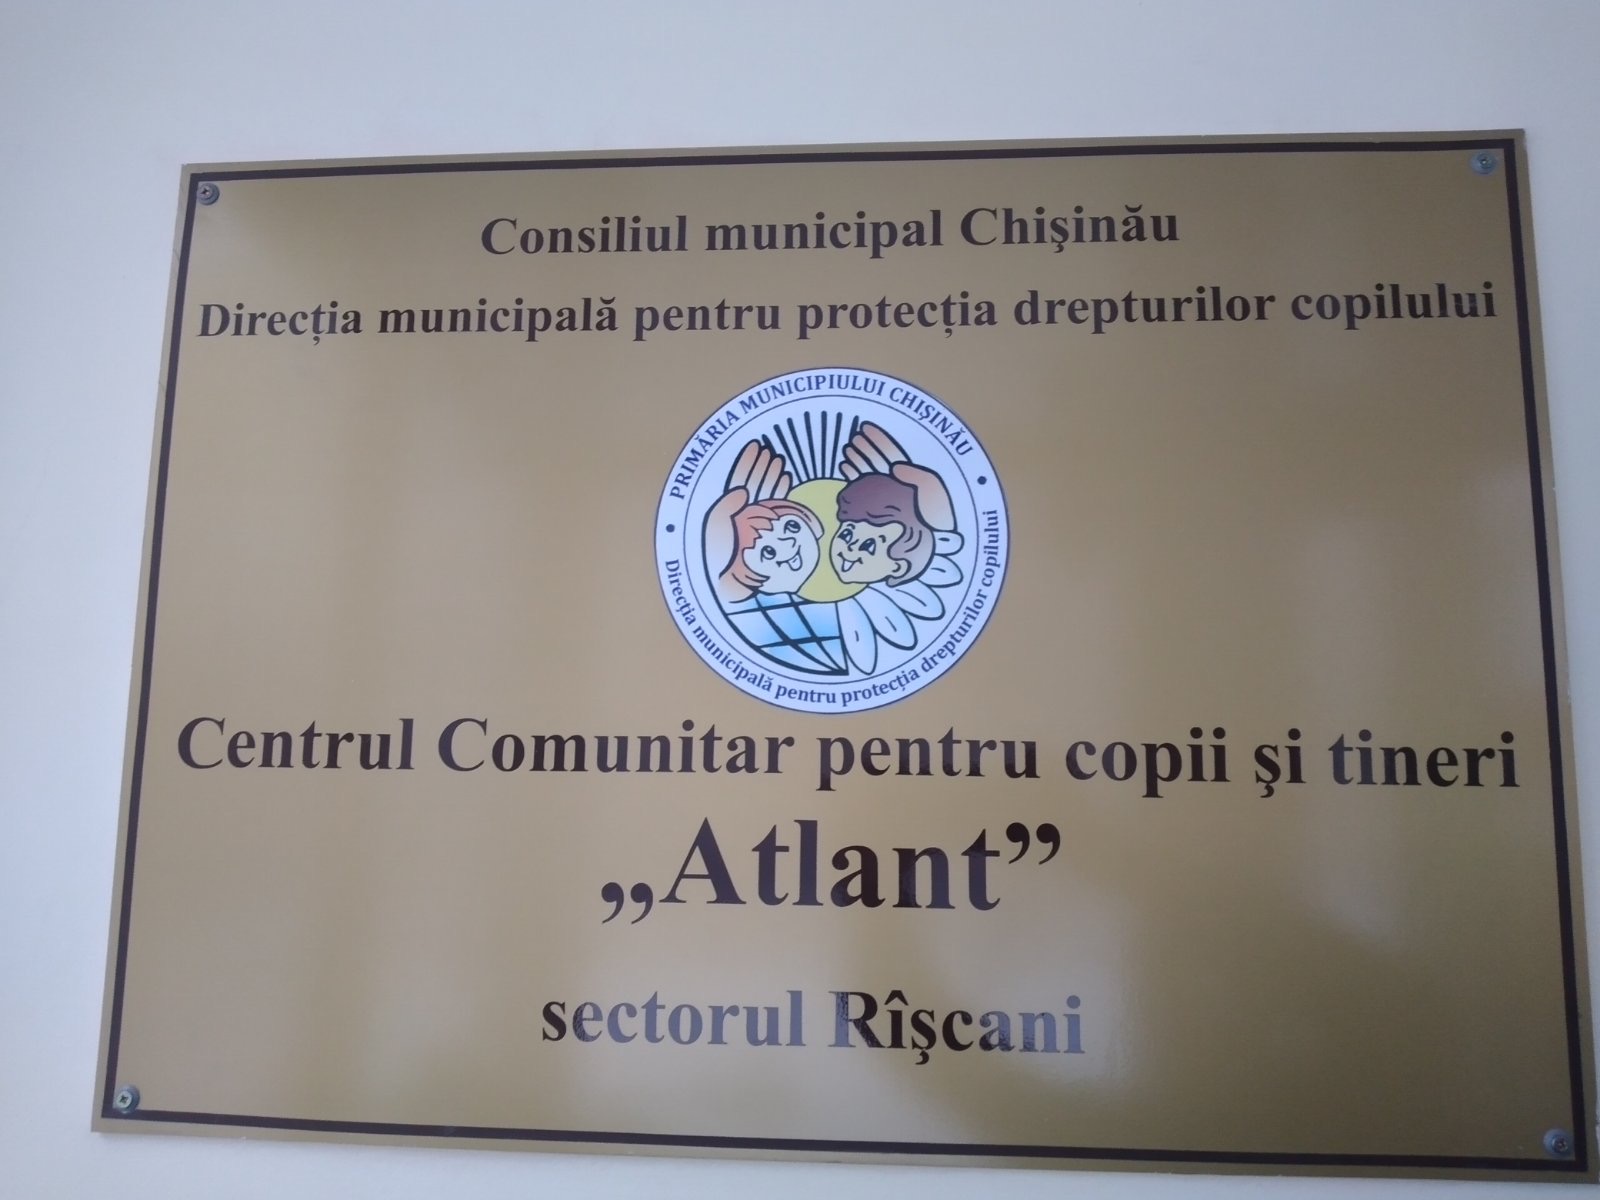 Consiliul municipal Chişinău
Direcția municipală pentru protecția drepturilor copilului
PRIMĂRIA MUNICIPIULUI CHIȘINĂU
Direcția municipală pentru protecția drepturilor copilului
Centrul Comunitar pentru copii şi tineri
„Atlant”
sectorul Rîşcani